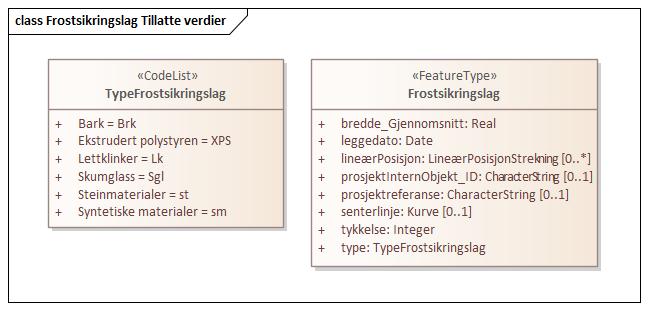 class Frostsikringslag Tillatte verdier
«CodeList»
TypeFrostsikringslag
+ Bark = Brk
+ Ekstrudert polystyren = XPS
+ Lettklinker = Lk
+ Skumglass = Sgl
+ Steinmaterialer = st
+ Syntetiske materialer = sm
«FeatureType»
Frostsikringslag
+ bredde_Gjennomsnitt: Real
+ leggedato: Date
+ lineærPosisjon: LineærPosisjonStrekning [0..*]
+ prosjektInternObjekt_ID: CharacterString [0..1]
+ prosjektreferanse: CharacterString [0..1]
+ senterlinje: Kurve [0..1]
+ tykkelse: Integer
+ type: TypeFrostsikringslag